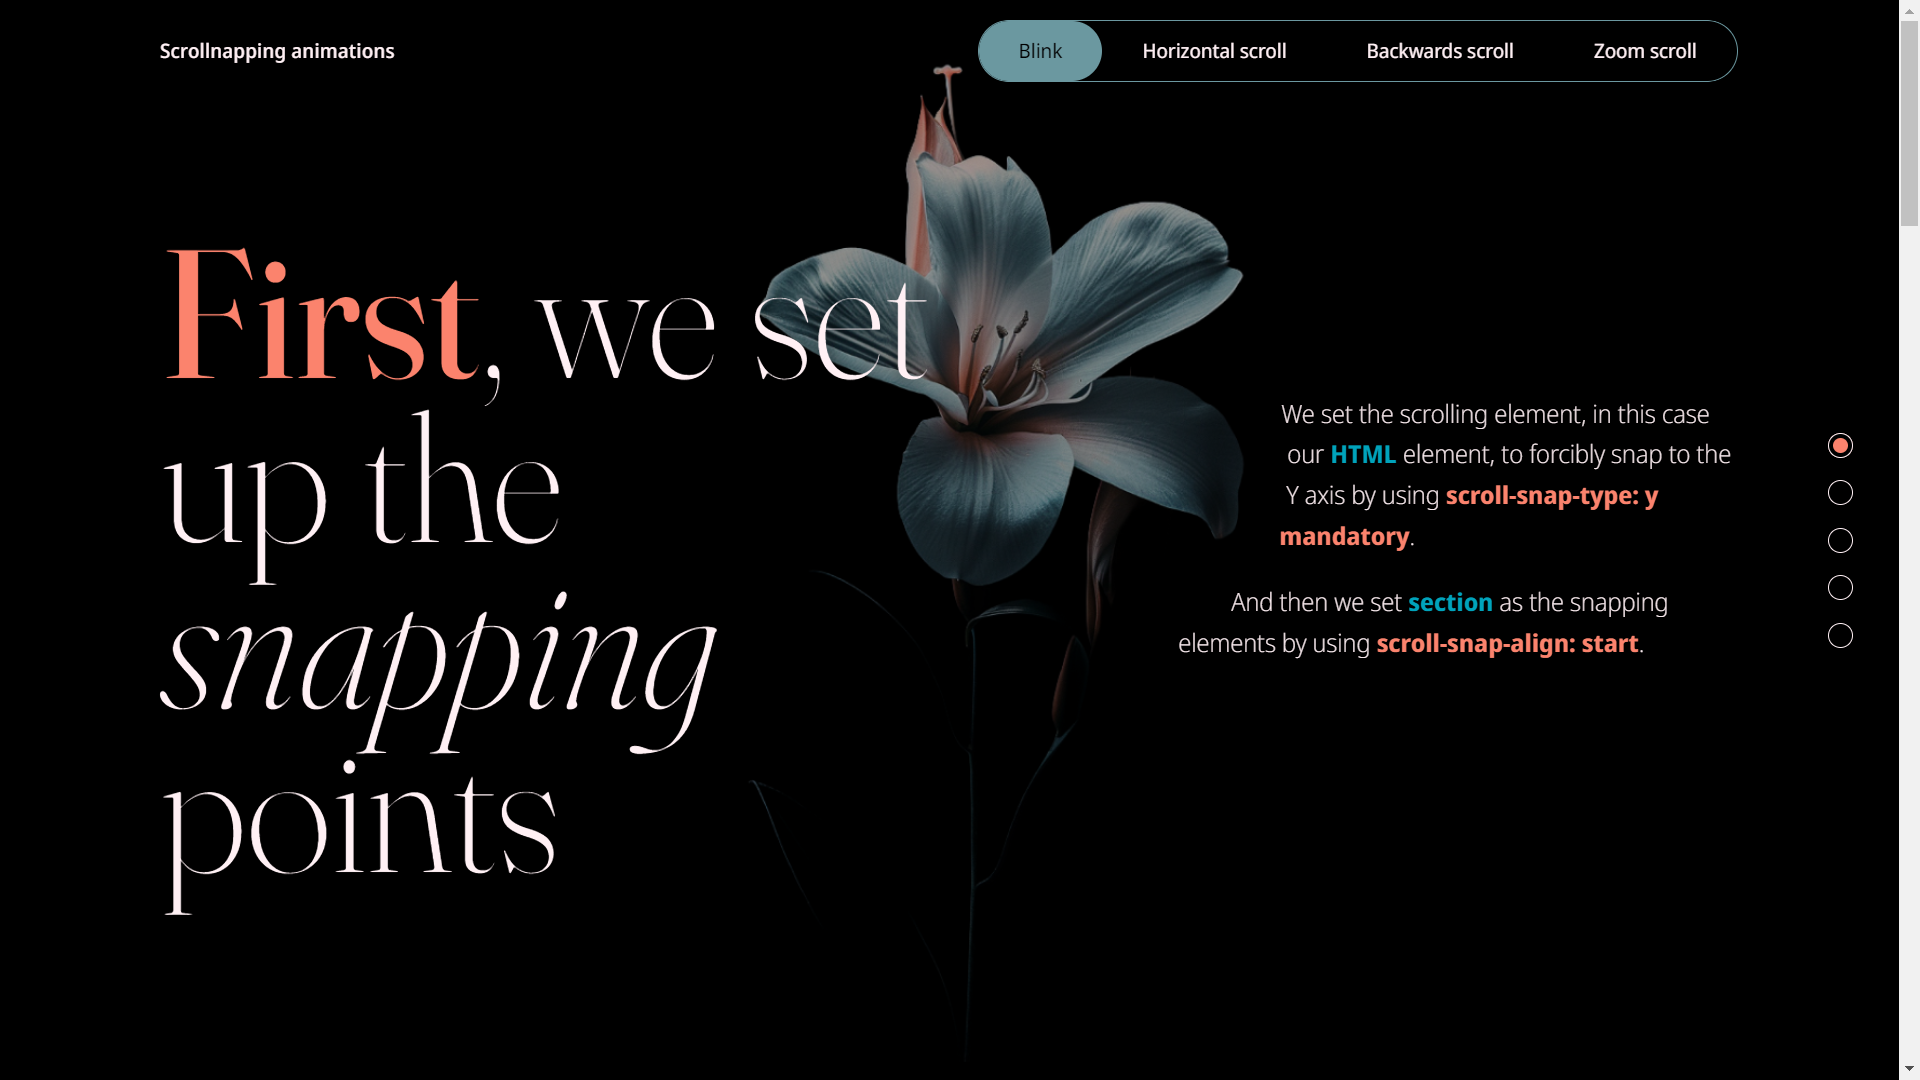 Scrollnapping animations
Blink
Horizontal scroll
Backwards scroll
Zoom scroll
First, we set
up the
snapping
points
We set the scrolling element, in this case
our HTML element, to forcibly snap to the
Y axis by using scroll-snap-type: y
mandatory.
And then we set section as the snapping
elements by using scroll-snap-align: start.